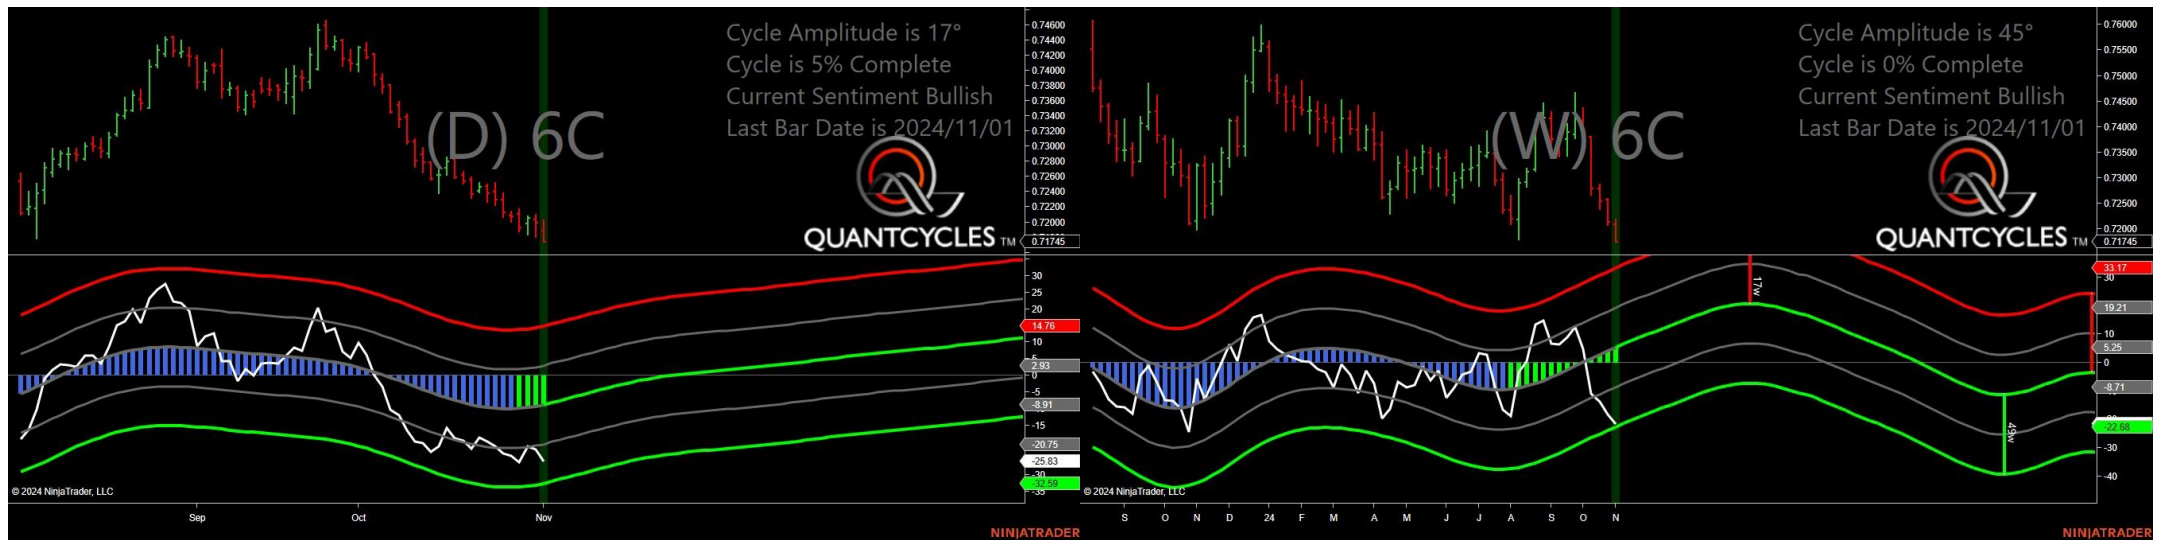 Cycle Amplitude is 17°
Cycle is 5% Complete
Current Sentiment Bullish
Last Bar Date is 2024/11/01
(D) 6C
QUANTCYCLES TM
0.74600
0.74400
0.74200
0.74000
0.73800
0.73600
0.73400
0.73200
0.73000
0.72800
0.72600
0.72400
0.72200
0.72000
0.71745
30
25
20
14.76
10
5
2.93
0
-5
-8.91
-15
-20.75
-25.83
-30
-32.59
-35
© 2024 NinjaTrader, LLC
Sep Oct Nov
NINJATRADER
Cycle Amplitude is 45°
Cycle is 0% Complete
Current Sentiment Bullish
Last Bar Date is 2024/11/01
(W) 6C
QUANTCYCLES TM
0.76000
0.75500
0.75000
0.74500
0.74000
0.73500
0.73000
0.72500
0.72000
0.71745
33.17
30
19.21
10
5.25
0
-8.71
-22.68
-30
-40
17w
49w
© 2024 NinjaTrader, LLC
S O N D 24 F M A M J J A S O N
NINJATRADER